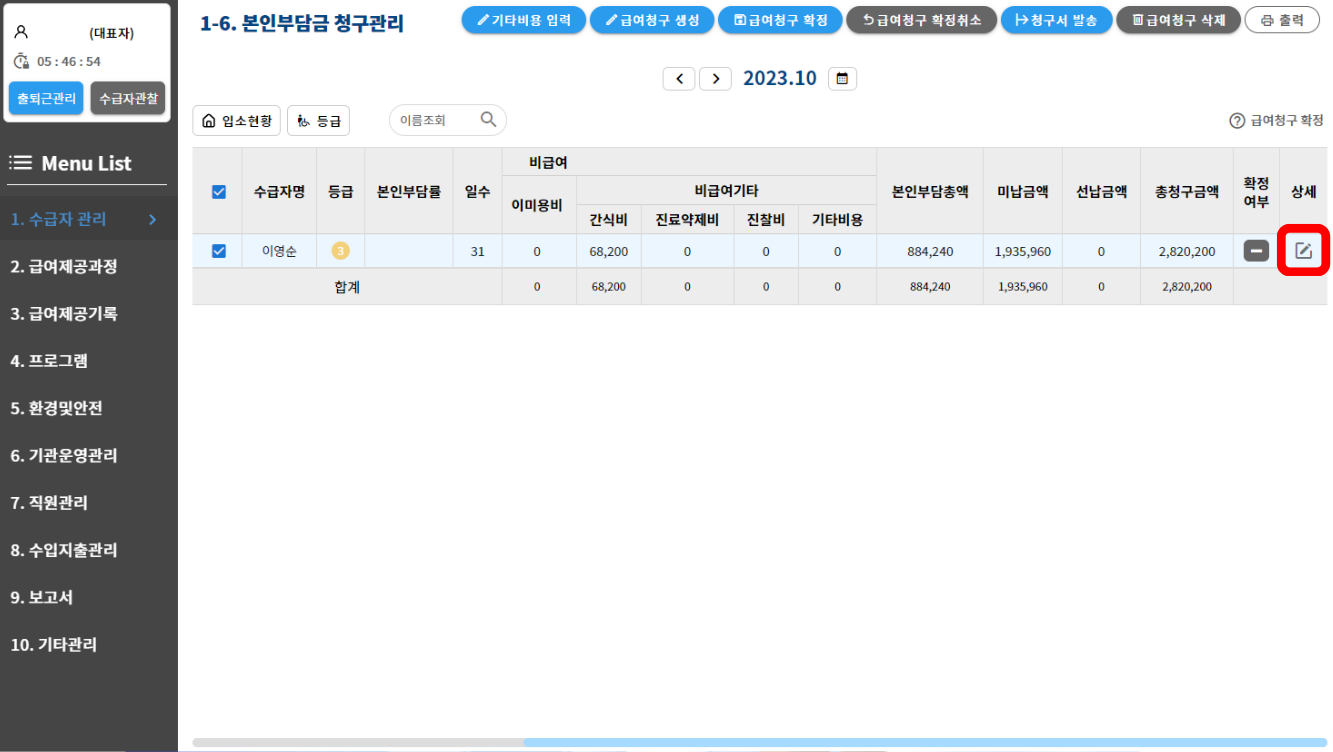 (대표자)
05 : 46 : 54
출퇴근관리 수급자관찰
Menu List
1. 수급자 관리
2. 급여제공과정
3. 급여제공기록
4. 프로그램
5. 환경및안전
6. 기관운영관리
7. 직원관리
8. 수입지출관리
9. 보고서
10. 기타관리
1-6. 본인부담금 청구관리
기타비용 입력 급여청구 생성 급여청구 확정 급여청구 확정취소 청구서 발송 급여청구 삭제 출력
2023.10
입소현황 등급 이름조회 급여청구 확정
수급자명 등급 본인부담률 일수 비급여 본인부담총액 미납금액 선납금액 총청구금액 확정여부 상세
이미용비 비급여기타
간식비 진료약제비 진찰비 기타비용
이영순 3 31 0 68,200 0 0 0 884,240 1,935,960 0 2,820,200
합계 0 68,200 0 0 0 884,240 1,935,960 0 2,820,200